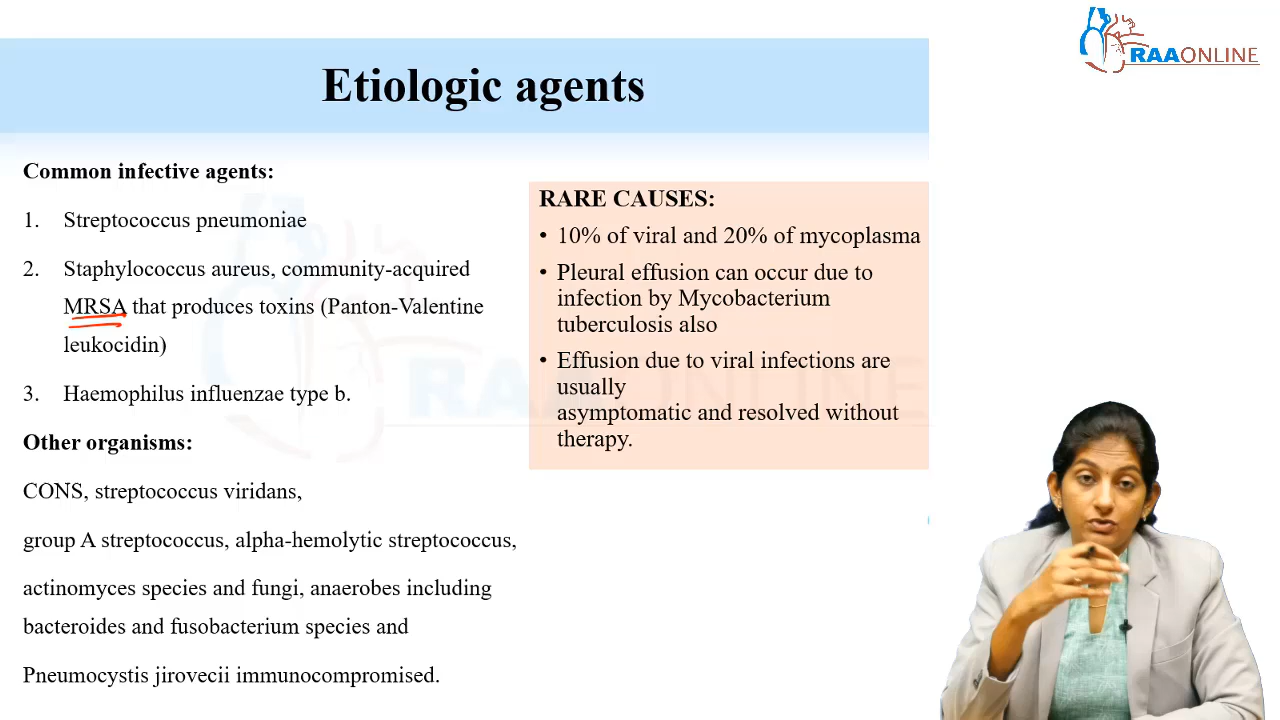 RAAONLINE
Etiologic agents
Common infective agents:
1. Streptococcus pneumoniae
2. Staphylococcus aureus, community-acquired
MRSA that produces toxins (Panton-Valentine
leukocidin)
3. Haemophilus influenzae type b.
Other organisms:
CONS, streptococcus viridans,
group A streptococcus, alpha-hemolytic streptococcus,
actinomyces species and fungi, anaerobes including
bacteroides and fusobacterium species and
Pneumocystis jirovecii immunocompromised.
RARE CAUSES:
• 10% of viral and 20% of mycoplasma
• Pleural effusion can occur due to
infection by Mycobacterium
tuberculosis also
• Effusion due to viral infections are
usually
asymptomatic and resolved without
therapy.
RAAONLINE